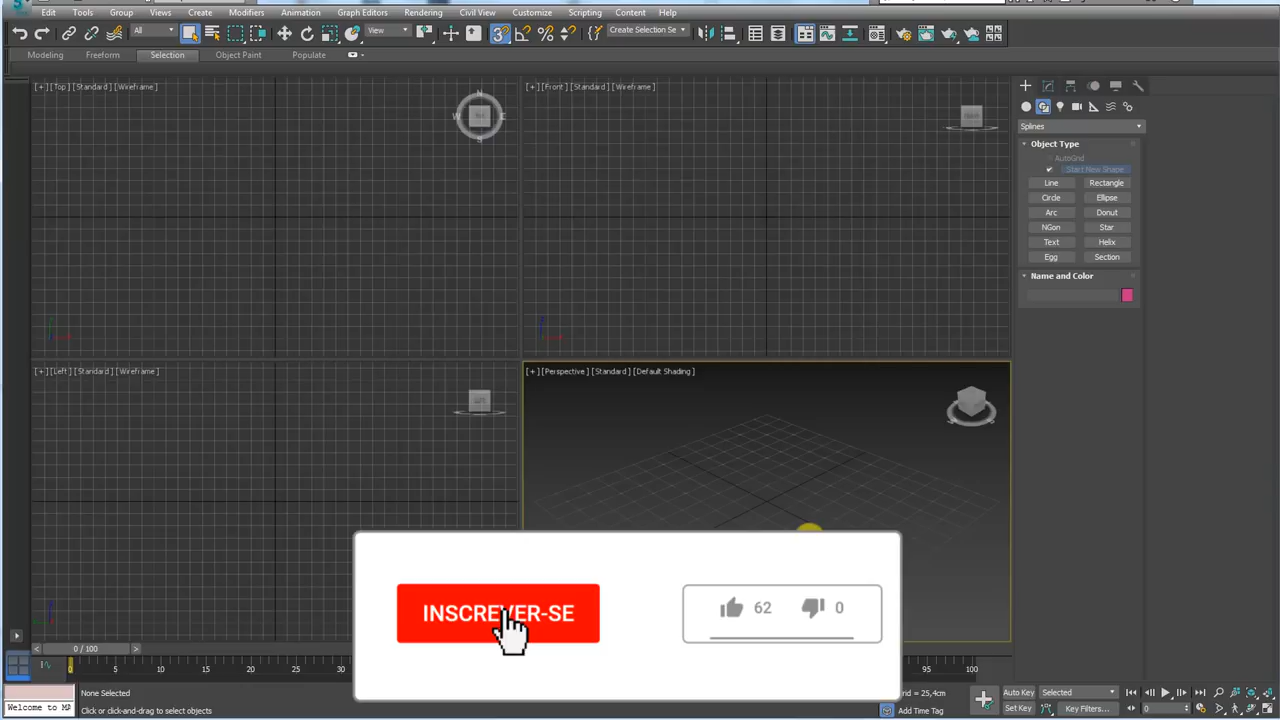 Edit Tools Group Views Create Modifiers Animation Graph Editors Rendering Civil View Customize Scripting Content Help
All View Create Selection Se
Modeling Freeform Selection Object Paint Populate
[+] [Top] [Standard] [Wireframe]
[+] [Front] [Standard] [Wireframe]
N
W
S
Splines
Object Type
AutoGrid
Start New Shape
Line Rectangle
Circle Ellipse
Arc Donut
NGon Star
Text Helix
Egg Section
Name and Color
[+] [Left] [Standard] [Wireframe]
[+] [Perspective] [Standard] [Default Shading]
INSCREVER-SE
62 0
0 / 100
0 5 10 15 20 25 30 95 100
None Selected
Welcome to MA
Click or click-and-drag to select objects
rid = 25,4cm
Add Time Tag
Auto Key Selected
Set Key Key Filters...
0